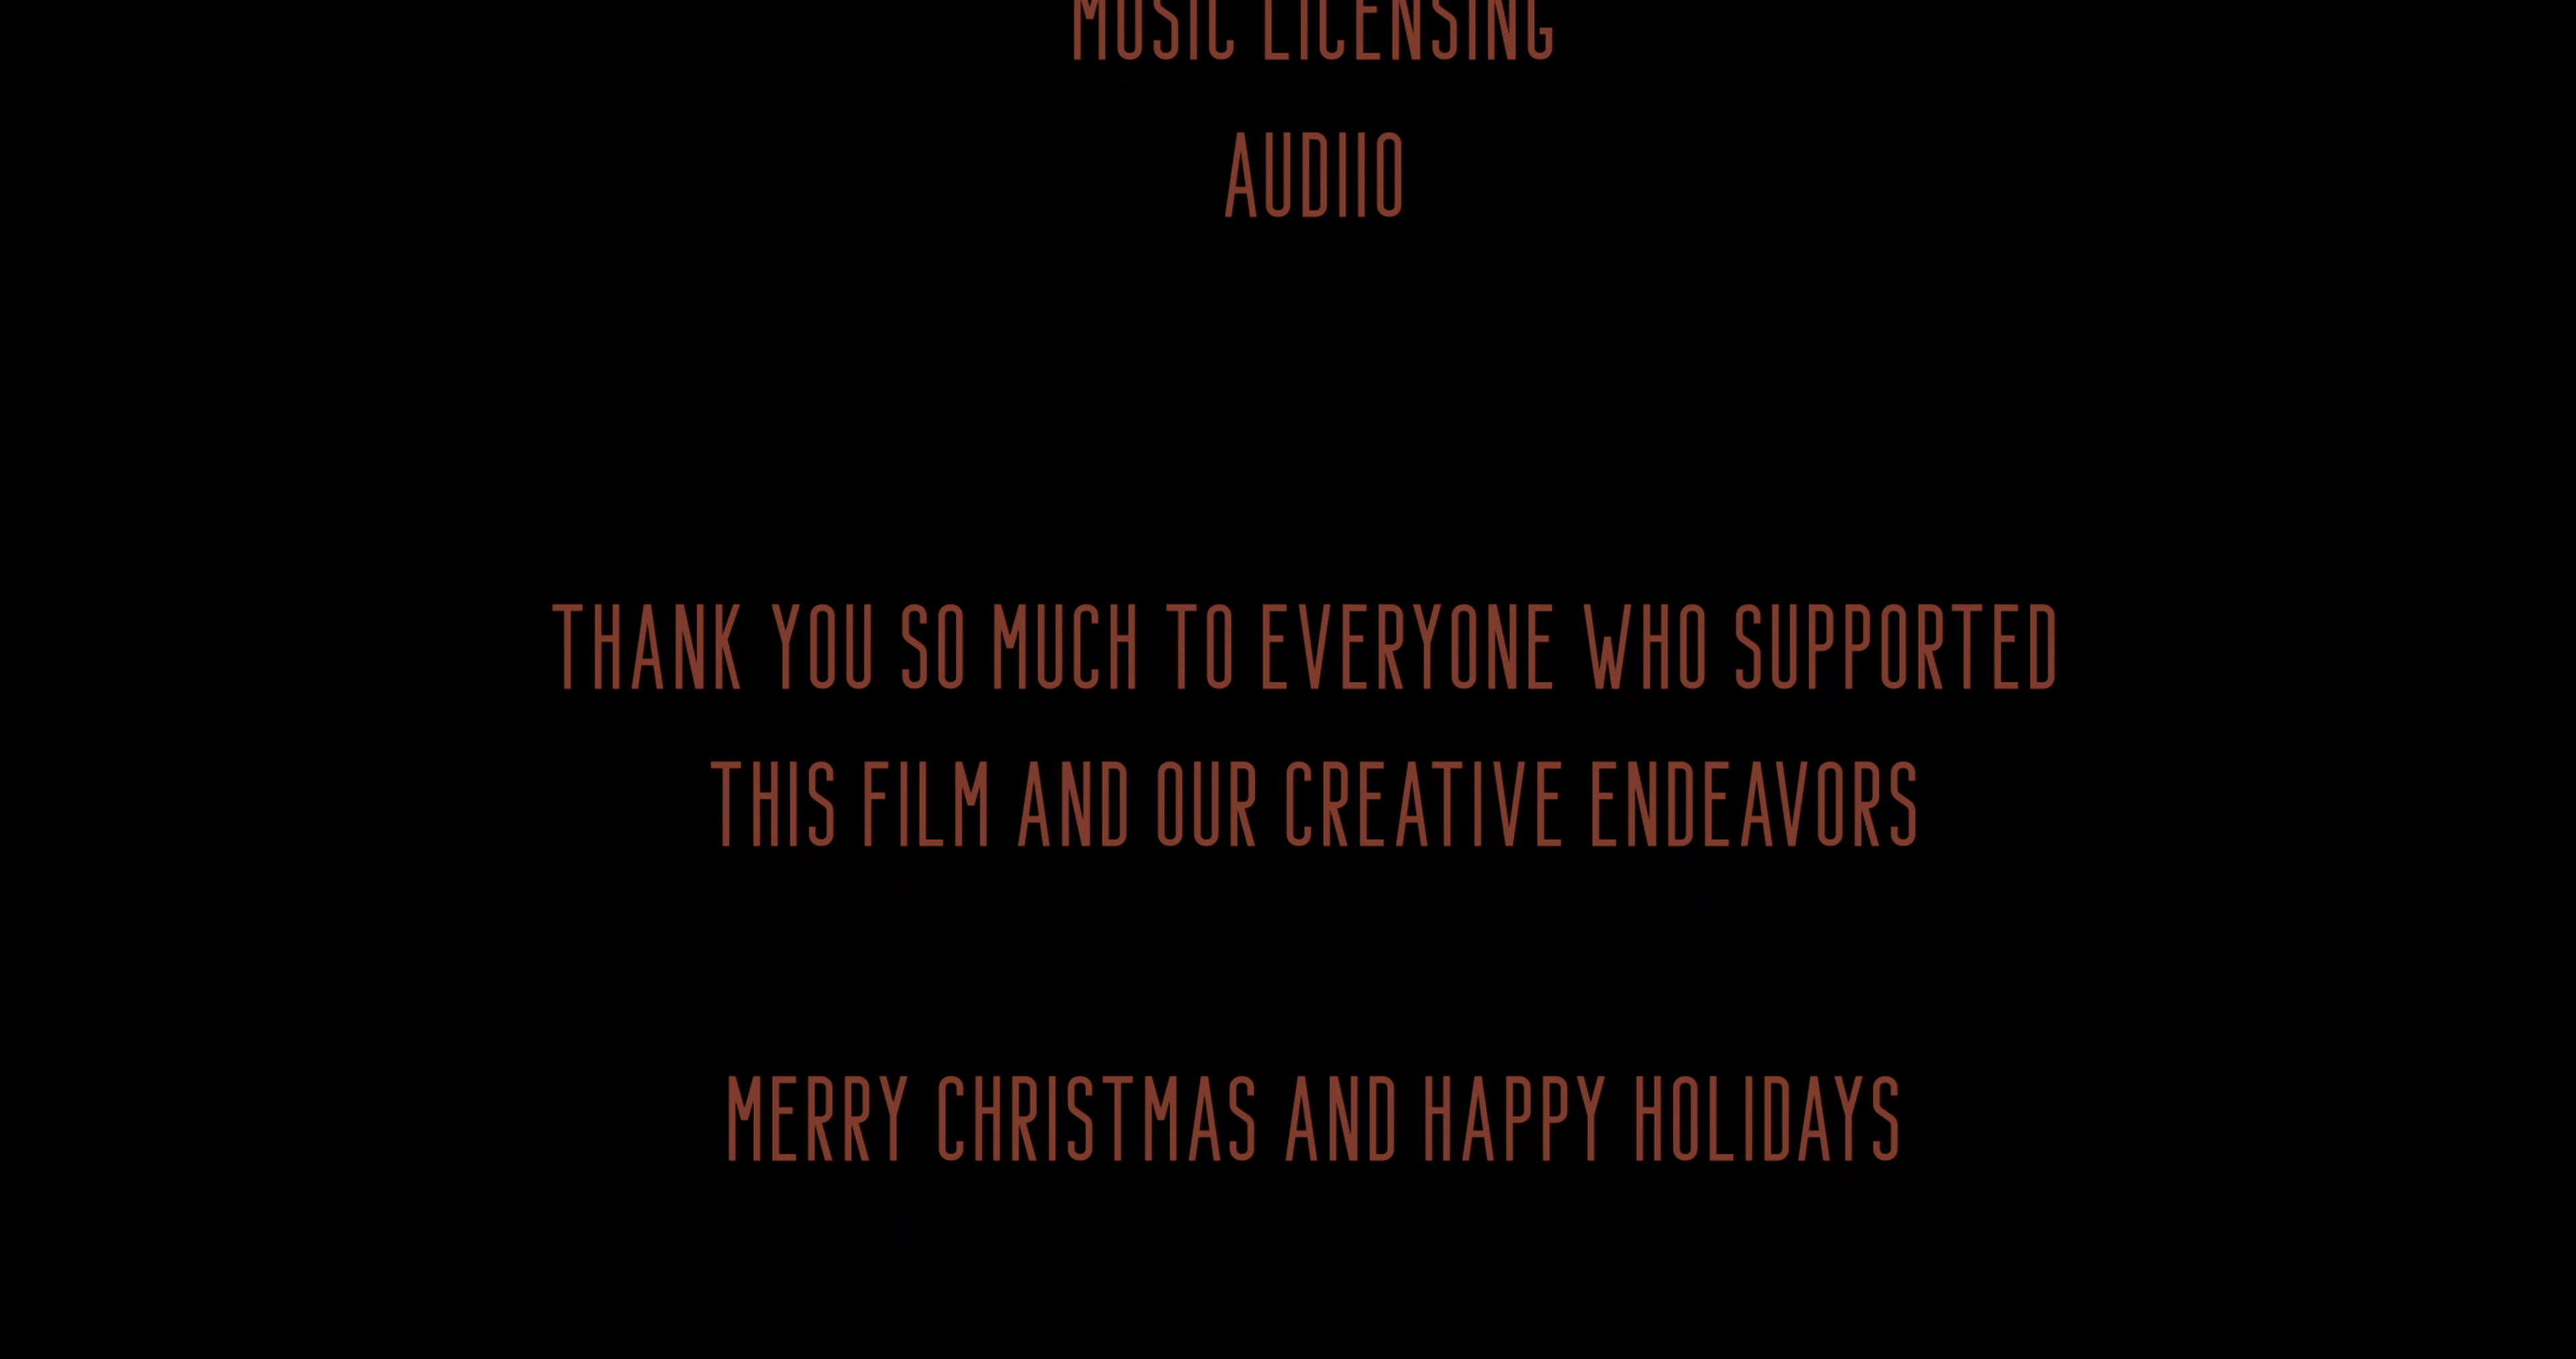 MUSIC LICENSING
AUDIIO
THANK YOU SO MUCH TO EVERYONE WHO SUPPORTED
THIS FILM AND OUR CREATIVE ENDEAVORS
MERRY CHRISTMAS AND HAPPY HOLIDAYS